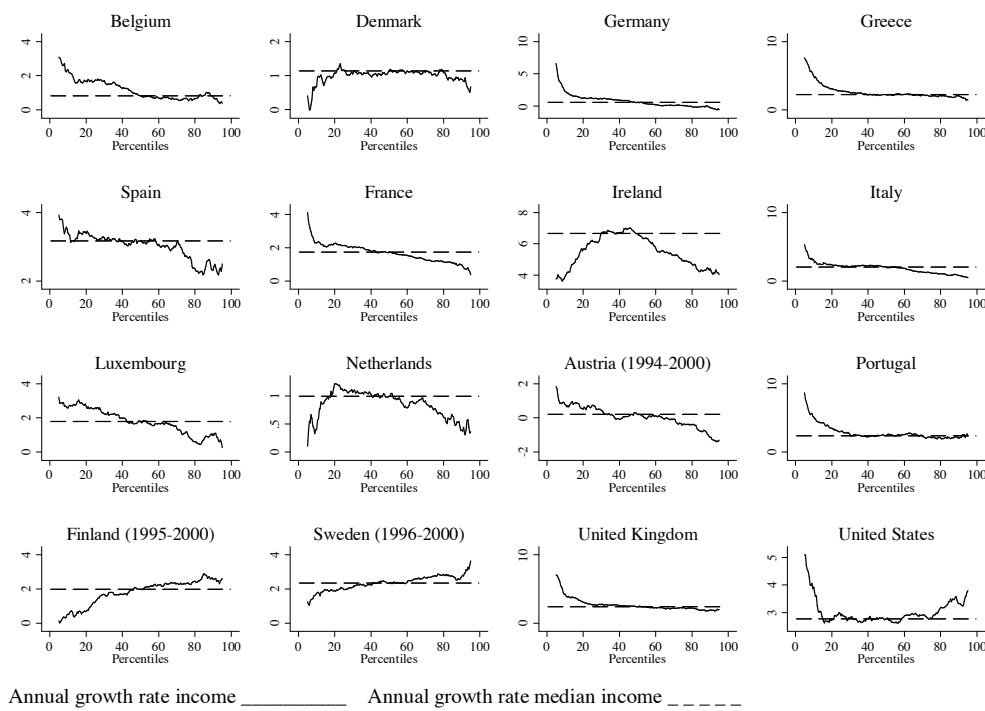 Belgium
4
2
0
0 20 40 60 80 100
Percentiles
Denmark
2
1
0
0 20 40 60 80 100
Percentiles
Germany
10
5
0
0 20 40 60 80 100
Percentiles
Greece
10
0
0 20 40 60 80 100
Percentiles
Spain
4
2
0 20 40 60 80 100
Percentiles
France
4
2
0
0 20 40 60 80 100
Percentiles
Ireland
8
6
4
0 20 40 60 80 100
Percentiles
Italy
10
0
0 20 40 60 80 100
Percentiles
Luxembourg
4
2
0
0 20 40 60 80 100
Percentiles
Netherlands
1
.5
0
0 20 40 60 80 100
Percentiles
Austria (1994-2000)
2
0
-2
0 20 40 60 80 100
Percentiles
Portugal
10
0
0 20 40 60 80 100
Percentiles
Finland (1995-2000)
4
2
0
0 20 40 60 80 100
Percentiles
Sweden (1996-2000)
4
2
0
0 20 40 60 80 100
Percentiles
United Kingdom
10
0
0 20 40 60 80 100
Percentiles
United States
5
4
3
0 20 40 60 80 100
Percentiles
Annual growth rate income __________ Annual growth rate median income _ _ _ _ _